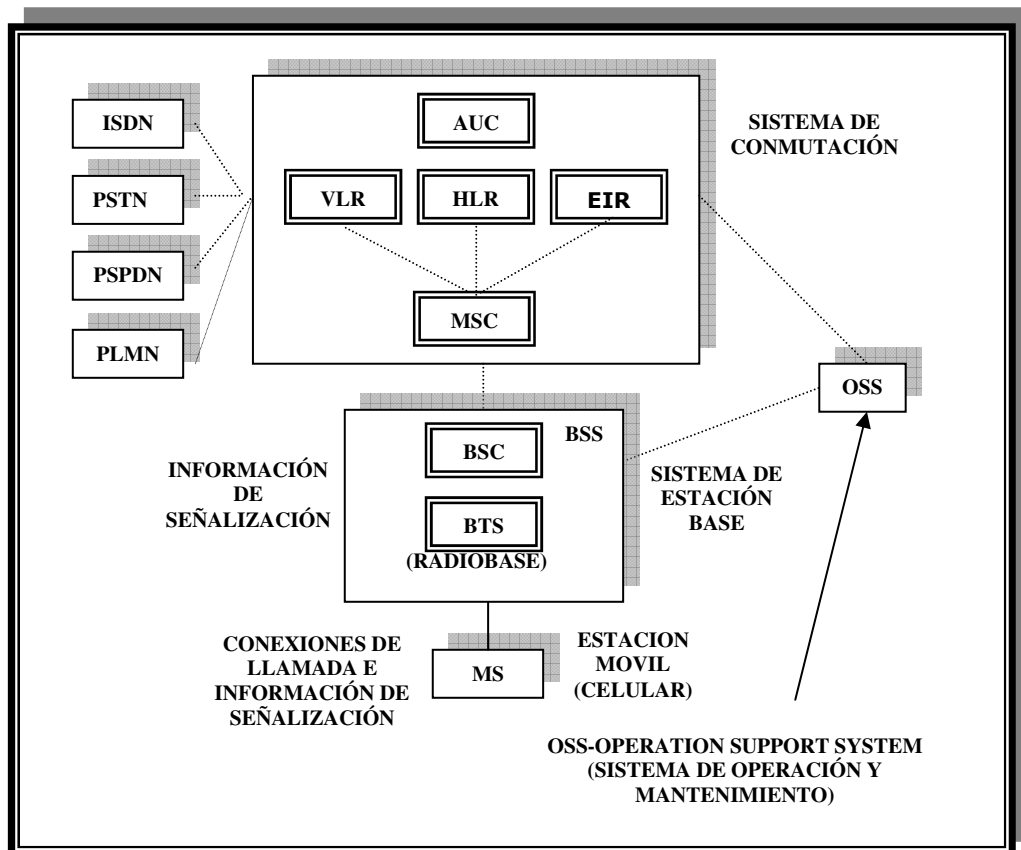 ISDN
PSTN
PSPDN
PLMN
AUC
VLR
HLR
EIR
MSC
SISTEMA DE
CONMUTACIÓN
OSS
BSS
BSC
BTS
(RADIOBASE)
INFORMACIÓN
DE
SEÑALIZACIÓN
SISTEMA DE
ESTACIÓN
BASE
CONEXIONES DE
LLAMADA E
INFORMACIÓN DE
SEÑALIZACIÓN
MS
ESTACION
MOVIL
(CELULAR)
OSS-OPERATION SUPPORT SYSTEM
(SISTEMA DE OPERACIÓN Y
MANTENIMIENTO)